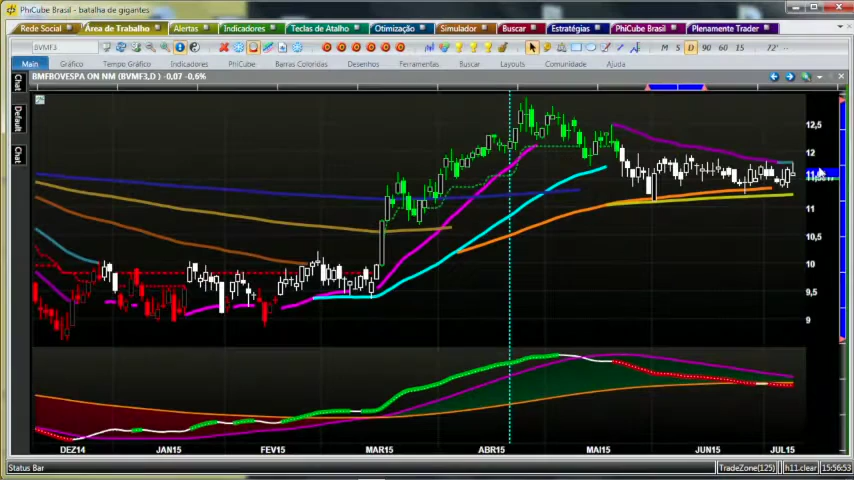 PhiCube Brasil - batalha de gigantes
Rede Social Área de Trabalho Alertas Indicadores Teclas de Atalho Otimização Simulador Buscar Estratégias PhiCube Brasil Plenamente Trader
BVMF3 M S D 90 60 15 72'
Main Gráfico Tempo Gráfico Indicadores PhiCube Barras Coloridas Desenhos Ferramentas Buscar Layouts Comunidade Ajuda
BMFBOVESPA ON NM (BVMF3,D ) -0,07 -0,6%
Chat
Default
Chat
12,5
12
11
10,5
10
9,5
9
DEZ14 JAN15 FEV15 MAR15 ABR15 MAI15 JUN15 JUL15
Status Bar TradeZone(125) h11.clear 15:56:53